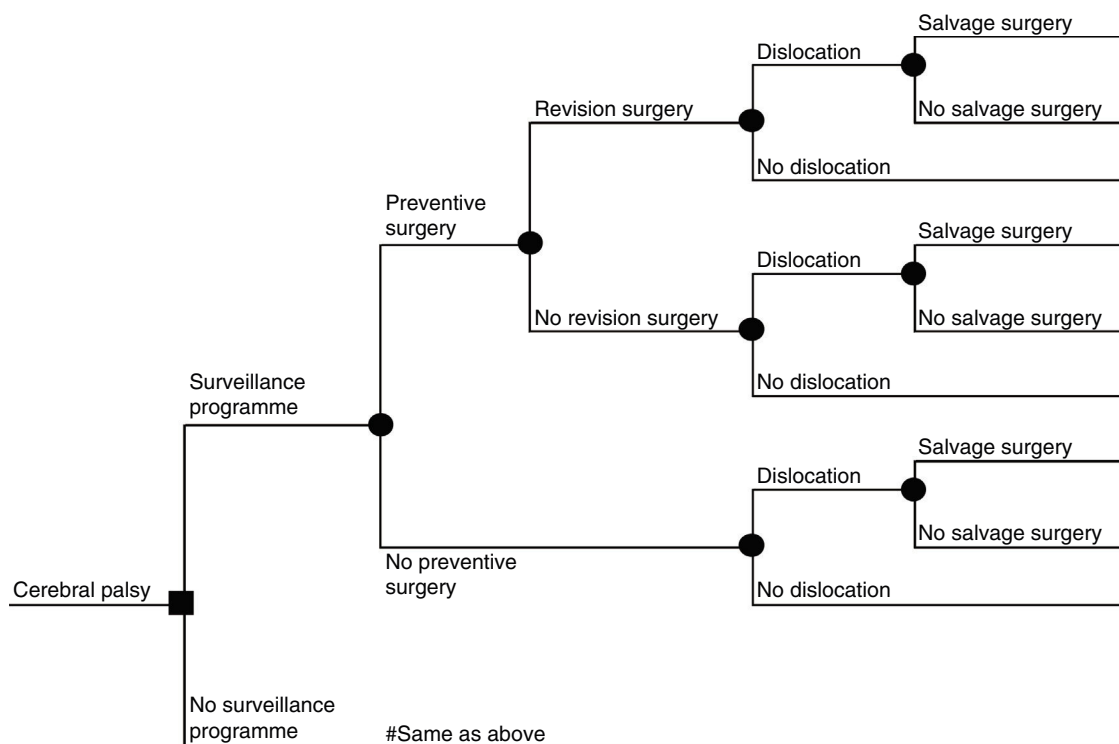 Salvage surgery
Dislocation
No salvage surgery
Revision surgery
No dislocation
Preventive
surgery
Salvage surgery
Dislocation
No salvage surgery
No revision surgery
No dislocation
Surveillance
programme
Salvage surgery
Dislocation
No salvage surgery
No preventive
surgery
No dislocation
Cerebral palsy
No surveillance
programme
#Same as above